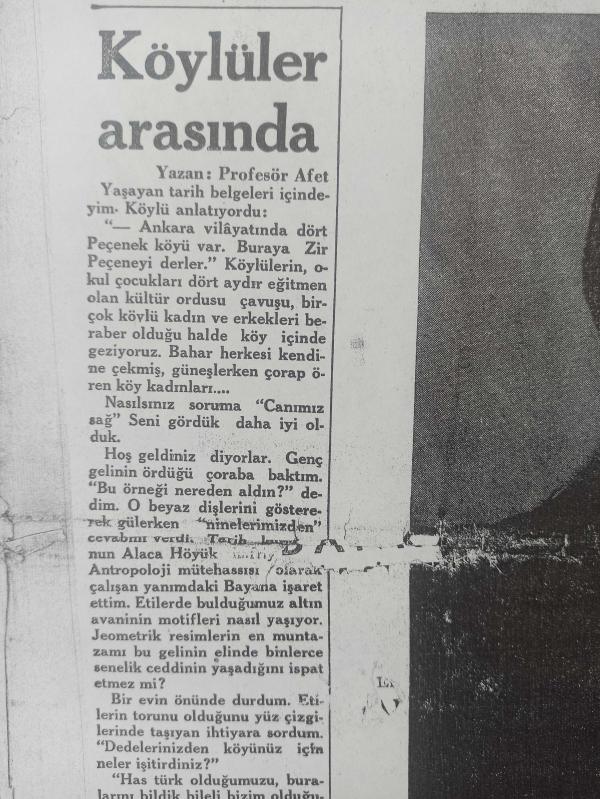 Köylüler
arasında
Yazan: Profesör Afet
Yaşayan tarih belgeleri içinde-
yim. Köylü anlatıyordu:
"— Ankara vilâyatında dört
Peçenek köyü var. Buraya Zir
Peçeneyi derler." Köylülerin, o-
kul çocukları dört aydır eğitmen
olan kültür ordusu çavuşu, bir-
çok köylü kadın ve erkekleri be-
raber olduğu halde köy içinde
geziyoruz. Bahar herkesi kendi-
ne çekmiş, güneşlerken çorap ö-
ren köy kadınları....
Nasılsınız soruma "Canımız
sağ" Seni gördük daha iyi ol-
duk.
Hoş geldiniz diyorlar. Genç
gelinin ördüğü çoraba baktım.
"Bu örneği nereden aldın?" de-
dim. O beyaz dişlerini göstere-
rek gülerken "ninelerimizden"
cevabını verdi. Tarih
nun Alaca Höyük
Antropoloji mütehassısı olarak
çalışan yanımdaki Bayana işaret
ettim. Etilerde bulduğumuz altın
avaninin motifleri nasıl yaşıyor.
Jeometrik resimlerin en munta-
zamı bu gelinin elinde binlerce
senelik ceddinin yaşadığını ispat
etmez mi?
Bir evin önünde durdum. Eti-
lerin torunu olduğunu yüz çizgi-
lerinde taşıyan ihtiyara sordum.
"Dedelerinizden köyünüz için
neler işitirdiniz?"
"Has türk olduğumuzu, bura-
larını bildik bileli bizim olduğu-